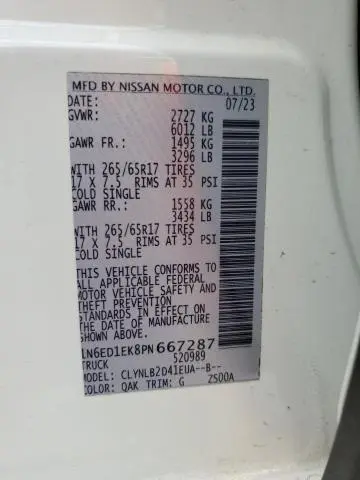 MFD BY NISSAN MOTOR CO., LTD.
DATE: 07/23
GVWR: 2727 KG
6012 LB
GAWR FR.: 1495 KG
3296 LB
WITH 265/65R17 TIRES
17 X 7.5 RIMS AT 35 PSI
COLD SINGLE
GAWR RR.: 1558 KG
3434 LB
WITH 265/65R17 TIRES
17 X 7.5 RIMS AT 35 PSI
COLD SINGLE
THIS VEHICLE CONFORMS TO
ALL APPLICABLE FEDERAL
MOTOR VEHICLE SAFETY AND
THEFT PREVENTION
STANDARDS IN EFFECT ON
THE DATE OF MANUFACTURE
SHOWN ABOVE.
1N6ED1EK8PN667287
TRUCK 520989
MODEL: CLYNLB2D41EUA--B--
COLOR: QAK TRIM: G ZS00A